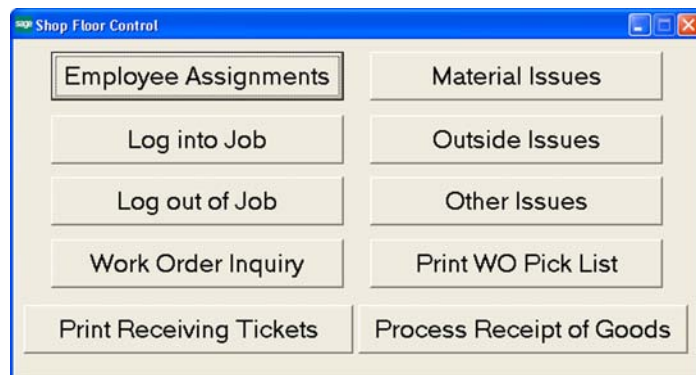 sage Shop Floor Control
Employee Assignments Material Issues
Log into Job Outside Issues
Log out of Job Other Issues
Work Order Inquiry Print WO Pick List
Print Receiving Tickets Process Receipt of Goods